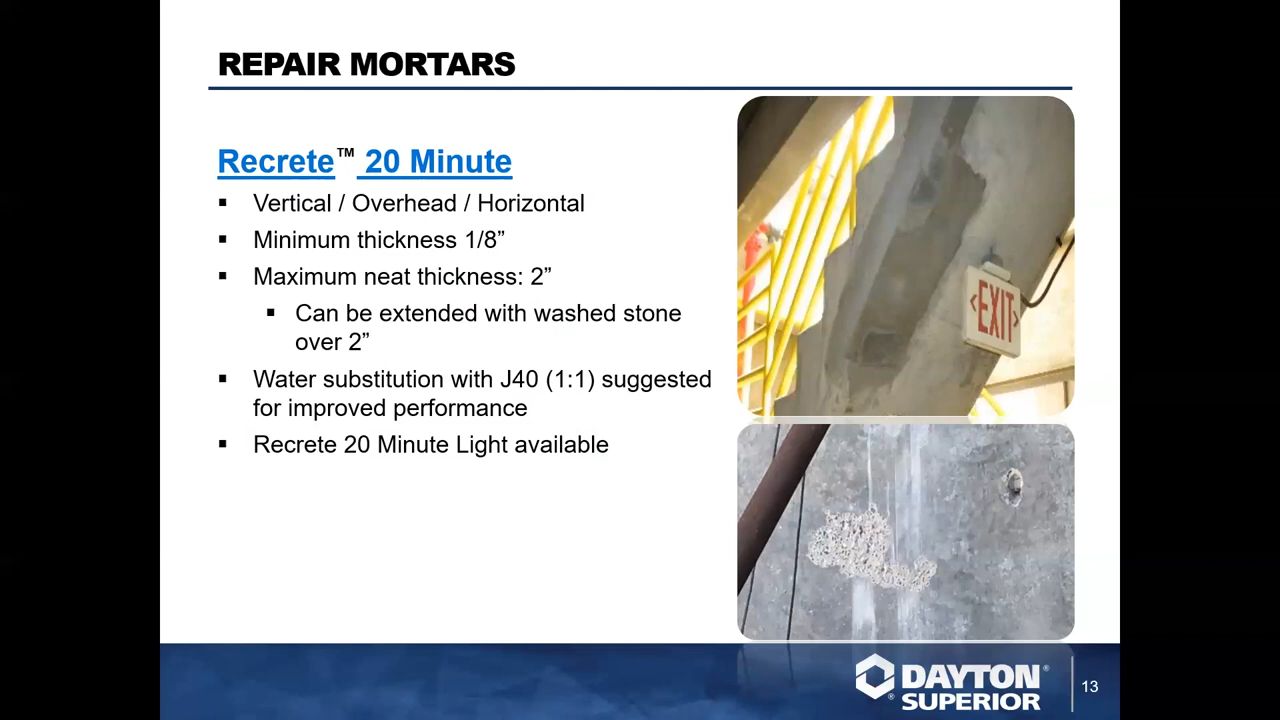 REPAIR MORTARS
Recrete™ 20 Minute
▪ Vertical / Overhead / Horizontal
▪ Minimum thickness 1/8”
▪ Maximum neat thickness: 2”
▪ Can be extended with washed stone
over 2”
▪ Water substitution with J40 (1:1) suggested
for improved performance
▪ Recrete 20 Minute Light available
<EXIT>
DAYTON®
®SUPERIOR
13